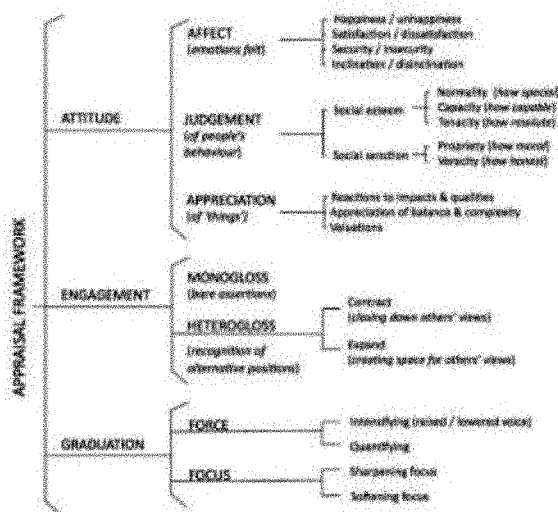 APPRAISAL FRAMEWORK
ATTITUDE
AFFECT
(emotions felt)
Happiness / unhappiness
Satisfaction / dissatisfaction
Security / insecurity
Inclination / disinclination
JUDGEMENT
(of people's
behaviour)
Social esteem
Normality (how special)
Capacity (how capable)
Tenacity (how resolute)
Social sanction
Propriety (how moral)
Veracity (how honest)
APPRECIATION
(of 'things')
Reactions to impacts & qualities
Appreciation of balance & complexity
Valuations
ENGAGEMENT
MONOGLOSS
(bare assertions)
HETEROGLOSS
(recognition of
alternative positions)
Contract
(closing down others' views)
Expand
(creating space for others' views)
GRADUATION
FORCE
Intensifying (raised / lowered voice)
Quantifying
FOCUS
Sharpening focus
Softening focus